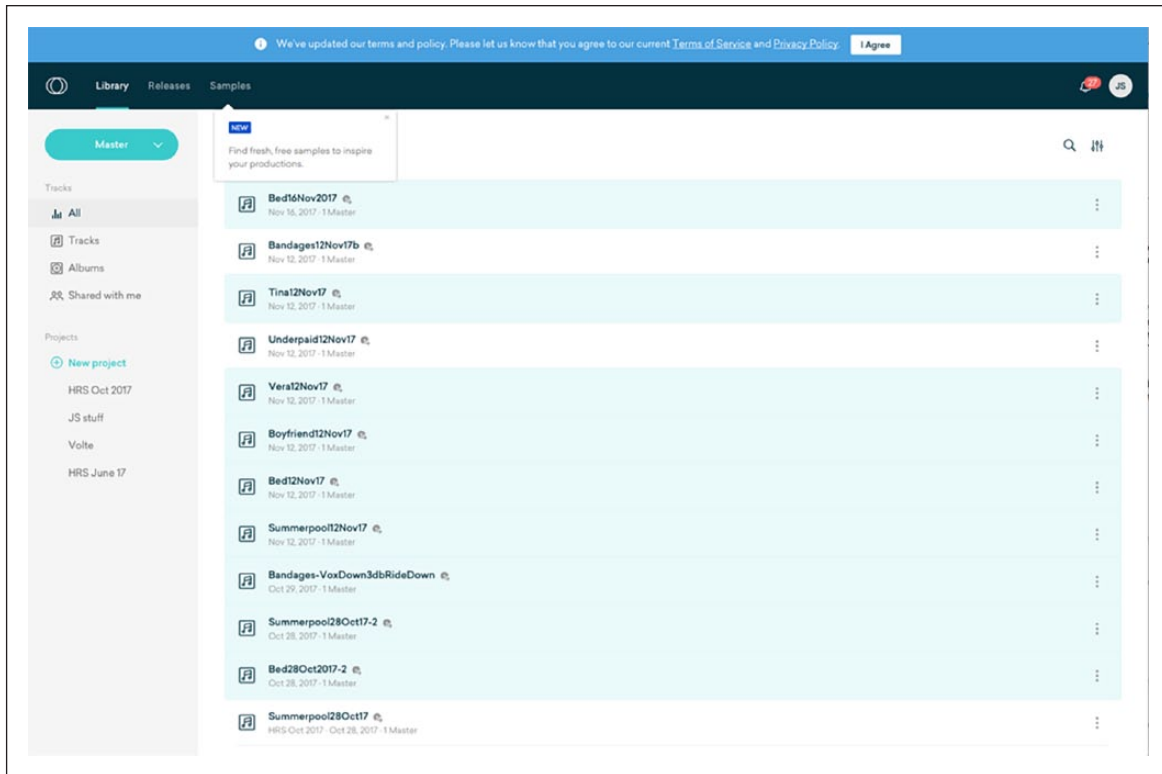 We've updated our terms and policy. Please let us know that you agree to our current Terms of Service and Privacy Policy. I Agree
Library Releases Samples 27 JS
NEW
Find fresh, free samples to inspire
your productions.
Master
Tracks
All
Tracks
Albums
Shared with me
Projects
New project
HRS Oct 2017
JS stuff
Volte
HRS June 17
Bed16Nov2017
Nov 16, 2017 · 1 Master
Bandages12Nov17b
Nov 12, 2017 · 1 Master
Tina12Nov17
Nov 12, 2017 · 1 Master
Underpaid12Nov17
Nov 12, 2017 · 1 Master
Vera12Nov17
Nov 12, 2017 · 1 Master
Boyfriend12Nov17
Nov 12, 2017 · 1 Master
Bed12Nov17
Nov 12, 2017 · 1 Master
Summerpool12Nov17
Nov 12, 2017 · 1 Master
Bandages-VoxDown3dbRideDown
Oct 29, 2017 · 1 Master
Summerpool28Oct17-2
Oct 28, 2017 · 1 Master
Bed28Oct2017-2
Oct 28, 2017 · 1 Master
Summerpool28Oct17
HRS Oct 2017 · Oct 28, 2017 · 1 Master